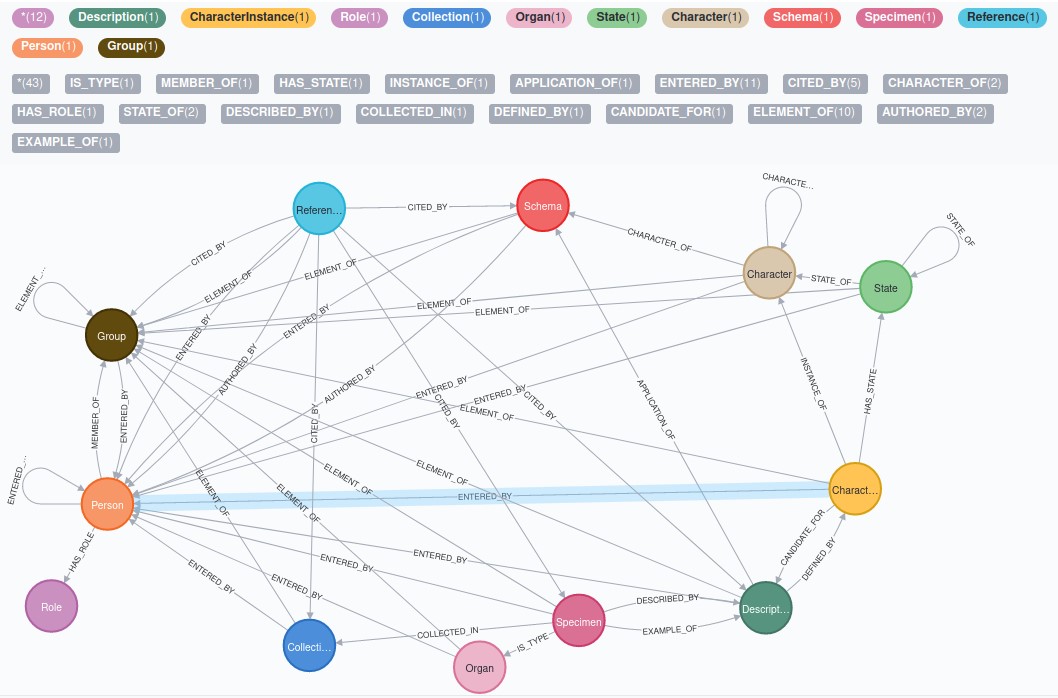 *(12) Description(1) CharacterInstance(1) Role(1) Collection(1) Organ(1) State(1) Character(1) Schema(1) Specimen(1) Reference(1)
Person(1) Group(1)
*(43) IS_TYPE(1) MEMBER_OF(1) HAS_STATE(1) INSTANCE_OF(1) APPLICATION_OF(1) ENTERED_BY(11) CITED_BY(5) CHARACTER_OF(2)
HAS_ROLE(1) STATE_OF(2) DESCRIBED_BY(1) COLLECTED_IN(1) DEFINED_BY(1) CANDIDATE_FOR(1) ELEMENT_OF(10) AUTHORED_BY(2)
EXAMPLE_OF(1)
CHARACTE…
Referen…
CITED_BY
Schema
STATE_OF
CHARACTER_OF
CITED_BY
ELEMENT_OF
ELEMENT_OF
Character
STATE_OF
State
ELEMENT_…
ELEMENT_OF
ELEMENT_OF
Group
ENTERED_BY
ENTERED_BY
AUTHORED_BY
AUTHORED_BY
ENTERED_BY
ENTERED_BY
INSTANCE_OF
HAS_STATE
APPLICATION_OF
MEMBER_OF
ENTERED_BY
CITED_BY
CITED_BY
CITED_BY
ELEMENT_OF
ENTERED_…
Person
ELEMENT_OF
ELEMENT_OF
ELEMENT_OF
ELEMENT_OF
ENTERED_BY
Charact…
HAS_ROLE
ENTERED_BY
ENTERED_BY
ENTERED_BY
ENTERED_BY
CANDIDATE_FOR
DEFINED_BY
Role
DESCRIBED_BY
Descript…
Specimen
EXAMPLE_OF
COLLECTED_IN
IS_TYPE
Collecti…
Organ